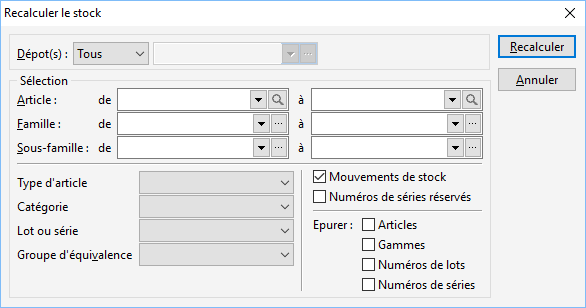 Recalculer le stock
Dépot(s) : Tous ...
Recalculer
Annuler
Sélection
Article : de à
Famille : de ... à ...
Sous-famille : de ... à ...
Type d'article
Catégorie
Lot ou série
Groupe d'équivalence
Mouvements de stock
Numéros de séries réservés
Epurer : Articles
Gammes
Numéros de lots
Numéros de séries